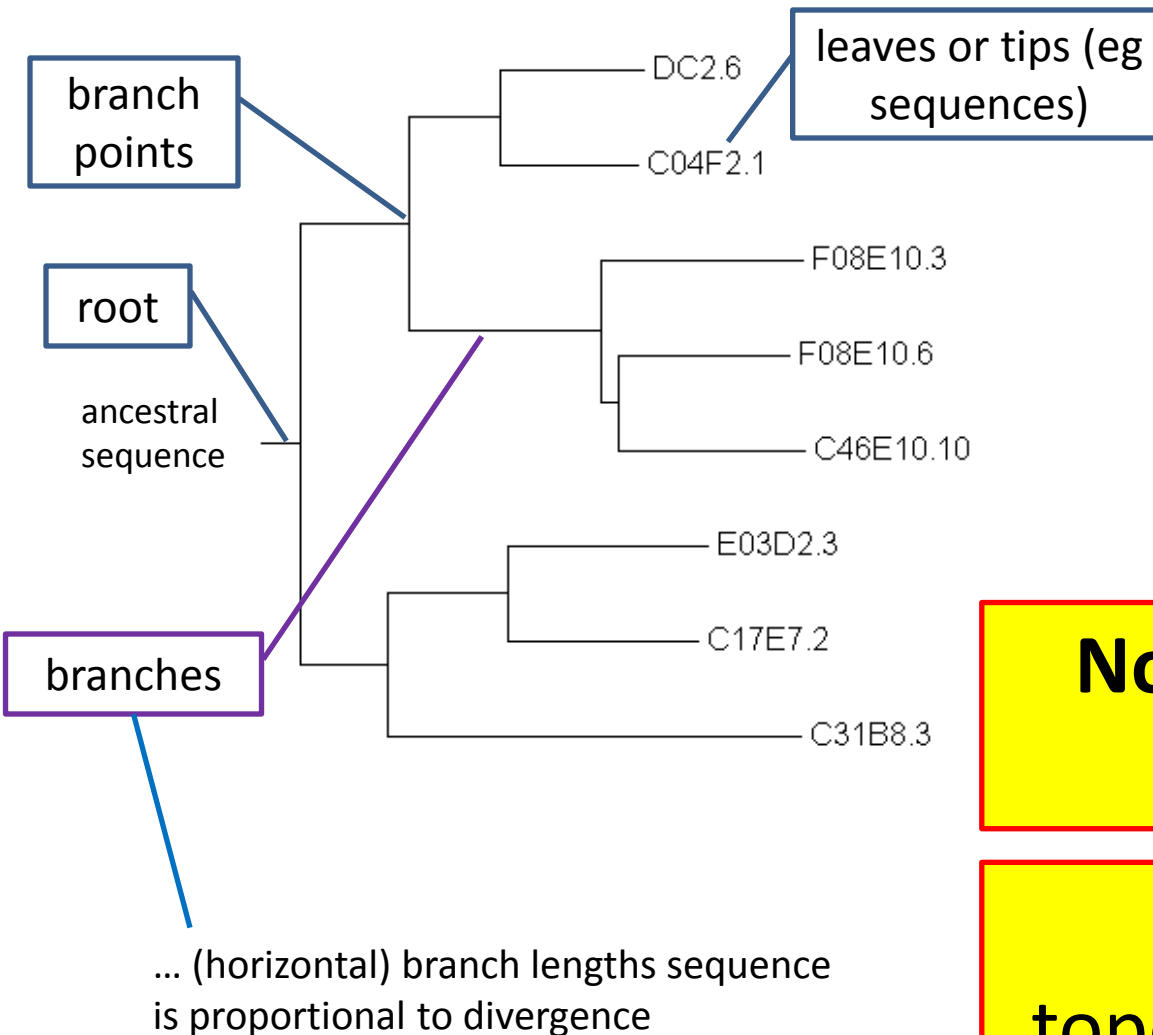 leaves or tips (eg
sequences)
branch
points
DC2.6
C04F2.1
F08E10.3
root
F08E10.6
ancestral
sequence
C46E10.10
E03D2.3
C17E7.2
branches
C31B8.3
... (horizontal) branch lengths sequence
is proportional to divergence